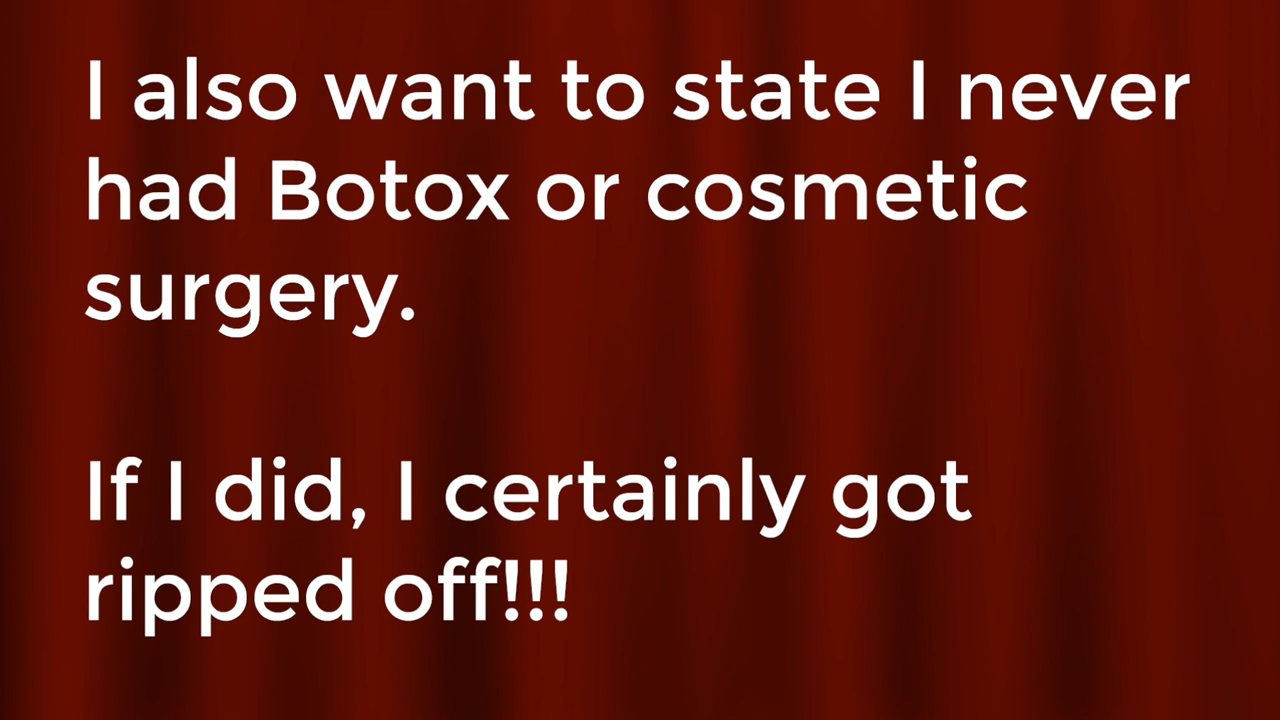 I also want to state I never
had Botox or cosmetic
surgery.
If I did, I certainly got
ripped off!!!